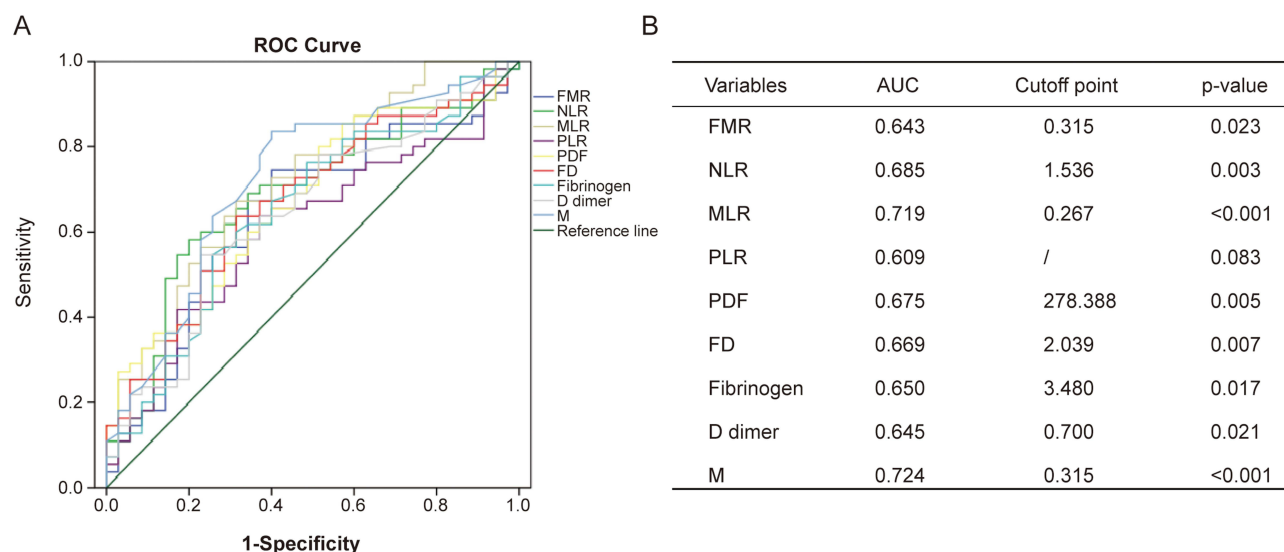 A
ROC Curve
1.0
0.8
0.6
0.4
0.2
0.0
Sensitivity
0.0 0.2 0.4 0.6 0.8 1.0
1-Specificity
FMR
NLR
MLR
PLR
PDF
FD
Fibrinogen
D dimer
M
Reference line
B
Variables AUC Cutoff point p-value
FMR 0.643 0.315 0.023
NLR 0.685 1.536 0.003
MLR 0.719 0.267 <0.001
PLR 0.609 / 0.083
PDF 0.675 278.388 0.005
FD 0.669 2.039 0.007
Fibrinogen 0.650 3.480 0.017
D dimer 0.645 0.700 0.021
M 0.724 0.315 <0.001